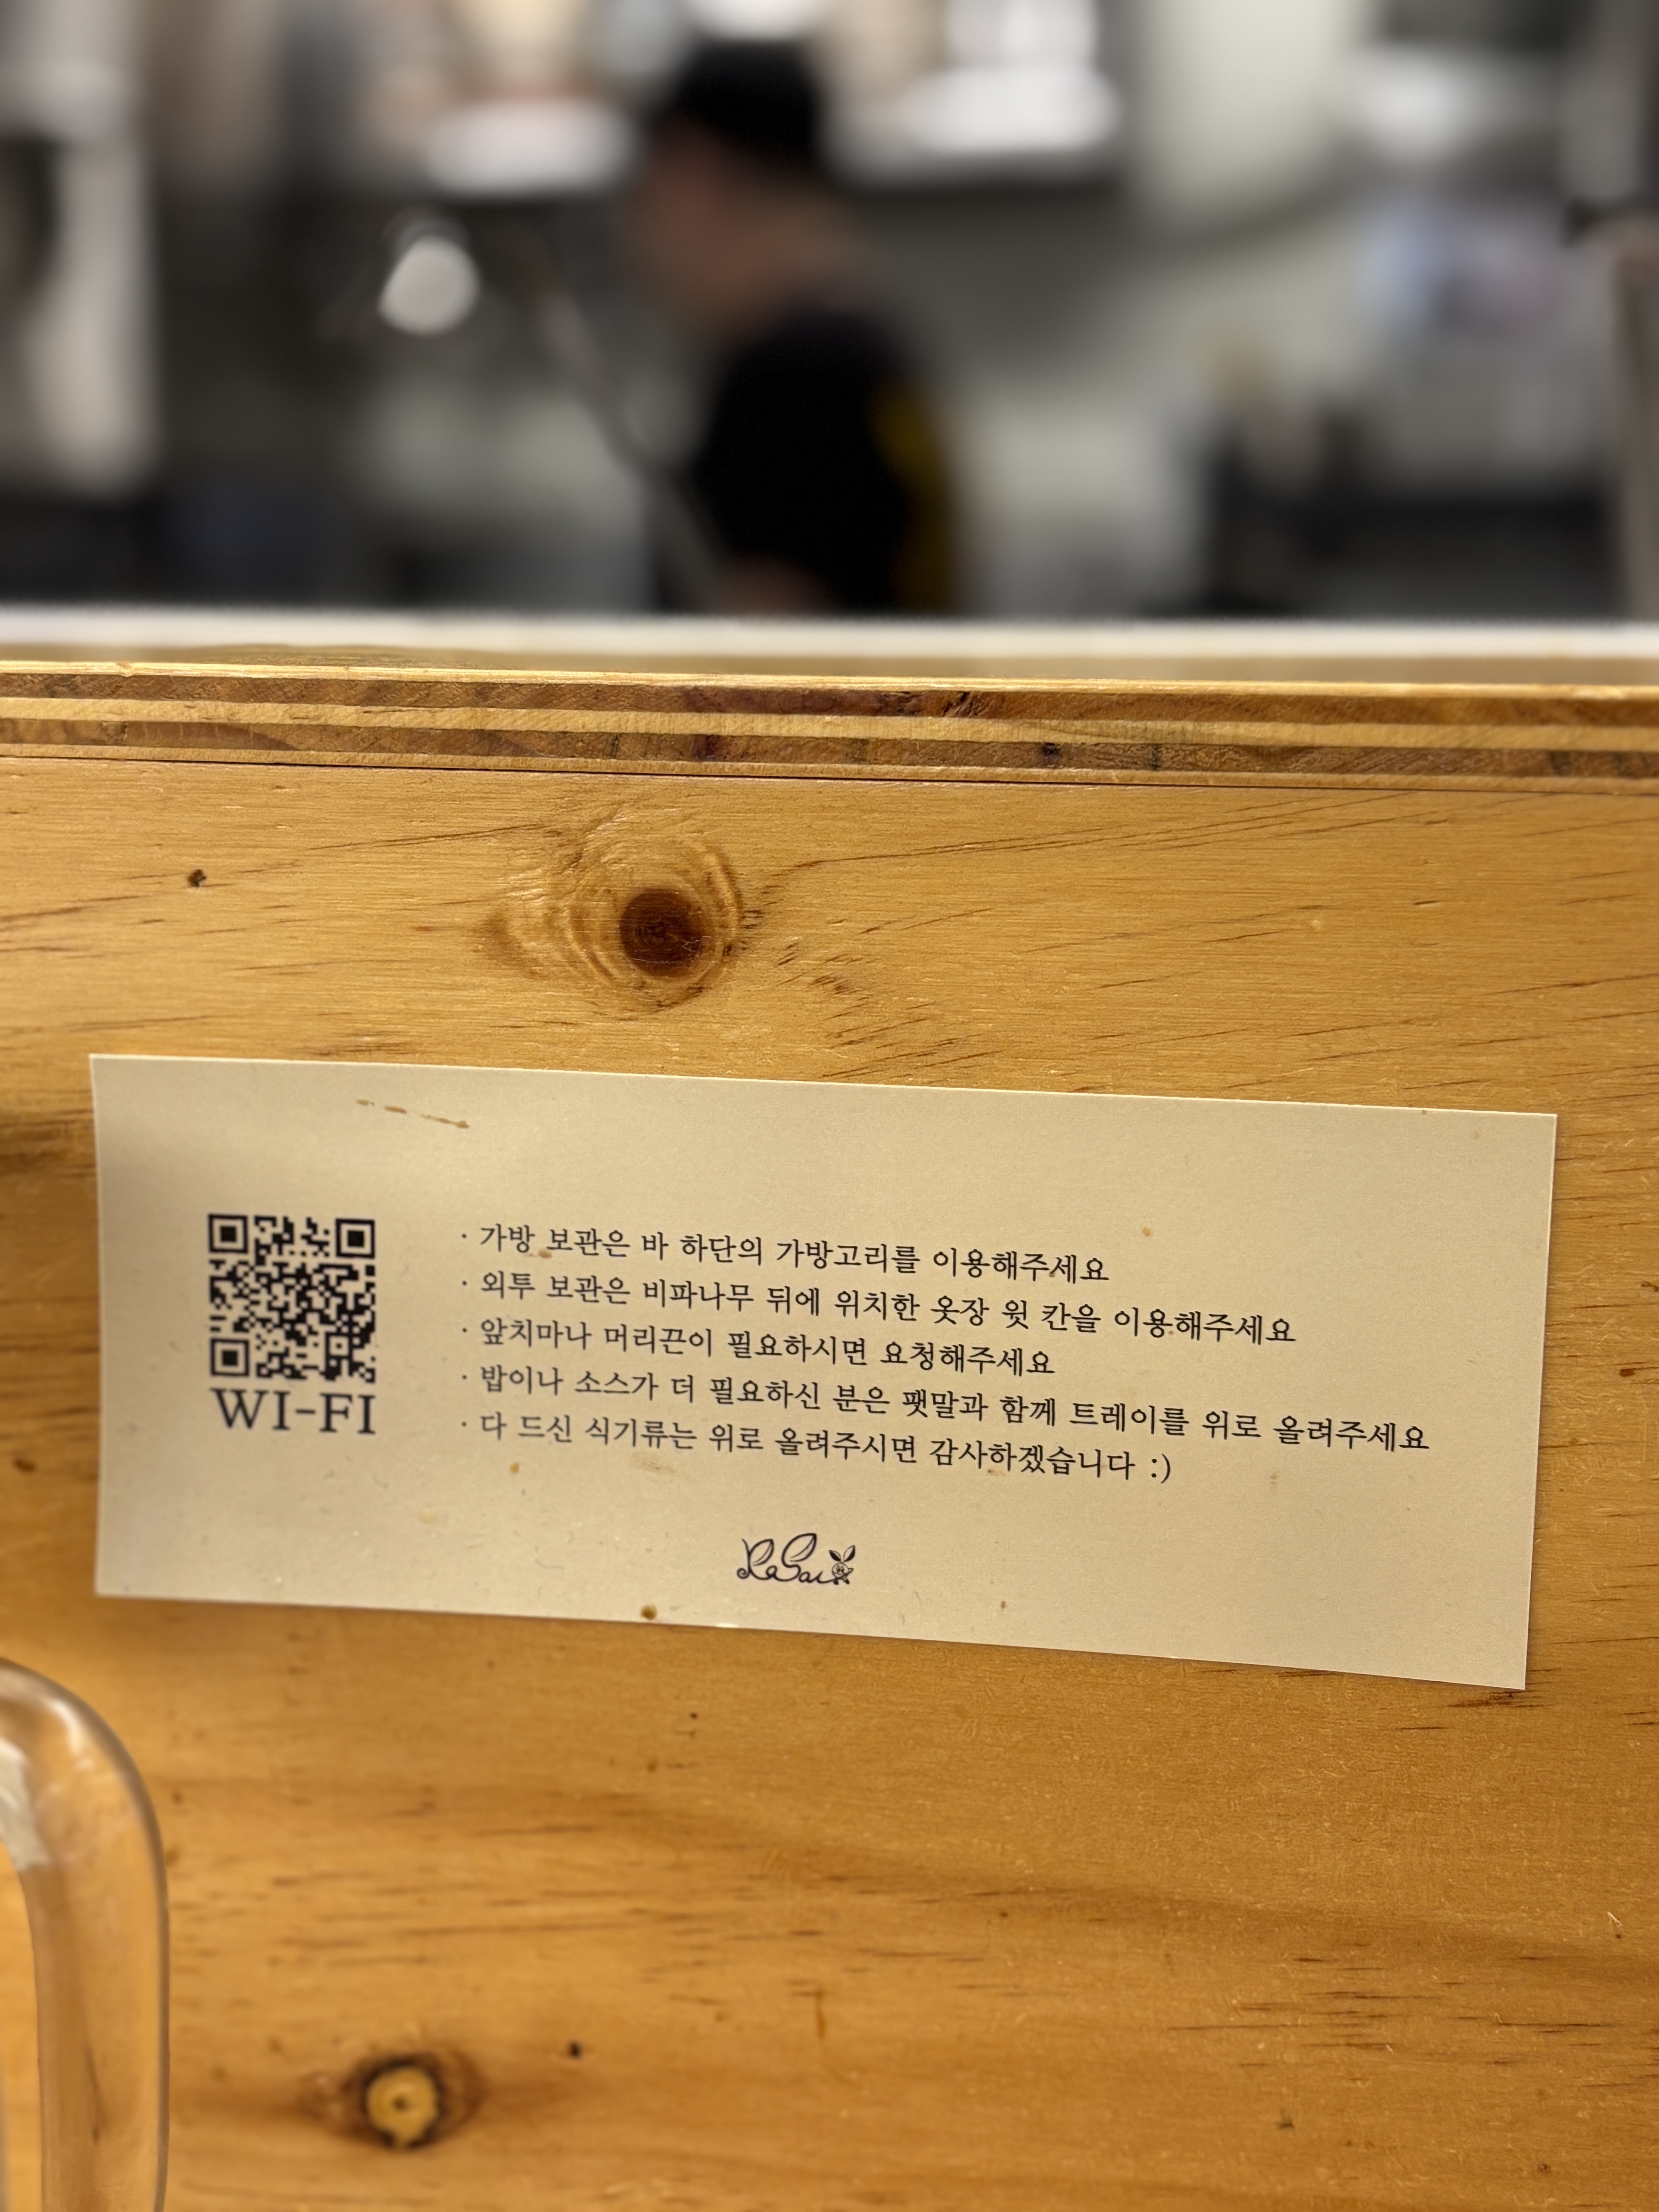 · 가방 보관은 바 하단의 가방고리를 이용해주세요
· 외투 보관은 비파나무 뒤에 위치한 옷장 윗 칸을 이용해주세요
· 앞치마나 머리끈이 필요하시면 요청해주세요
· 밥이나 소스가 더 필요하신 분은 팻말과 함께 트레이를 위로 올려주세요
· 다 드신 식기류는 위로 올려주시면 감사하겠습니다 :)
WI-FI